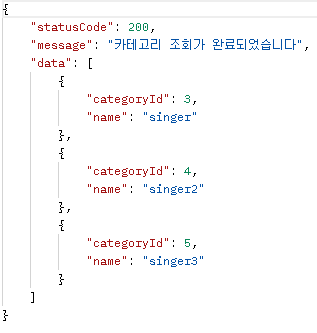 {
"statusCode": 200,
"message": "카테고리 조회가 완료되었습니다",
"data": [
{
"categoryId": 3,
"name": "singer"
},
{
"categoryId": 4,
"name": "singer2"
},
{
"categoryId": 5,
"name": "singer3"
}
]
}